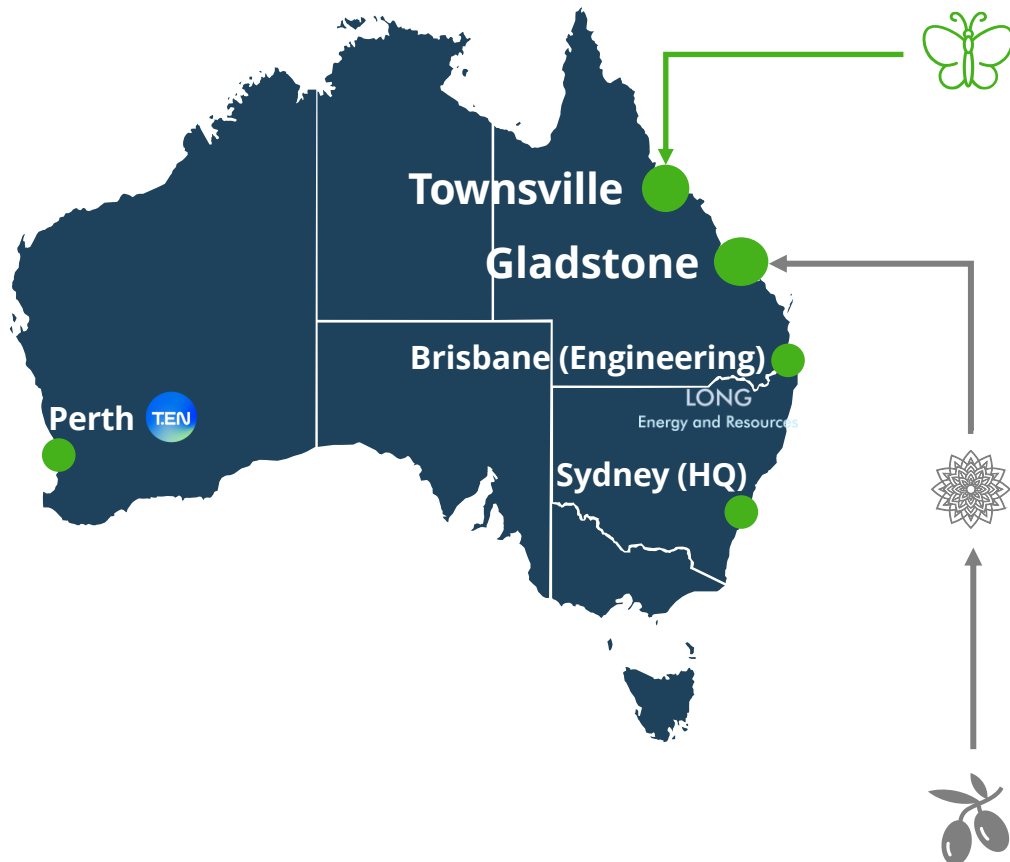 Townsville
Gladstone
Brisbane (Engineering)
LONG
Energy and Resources
Perth
T.EN
Sydney (HQ)